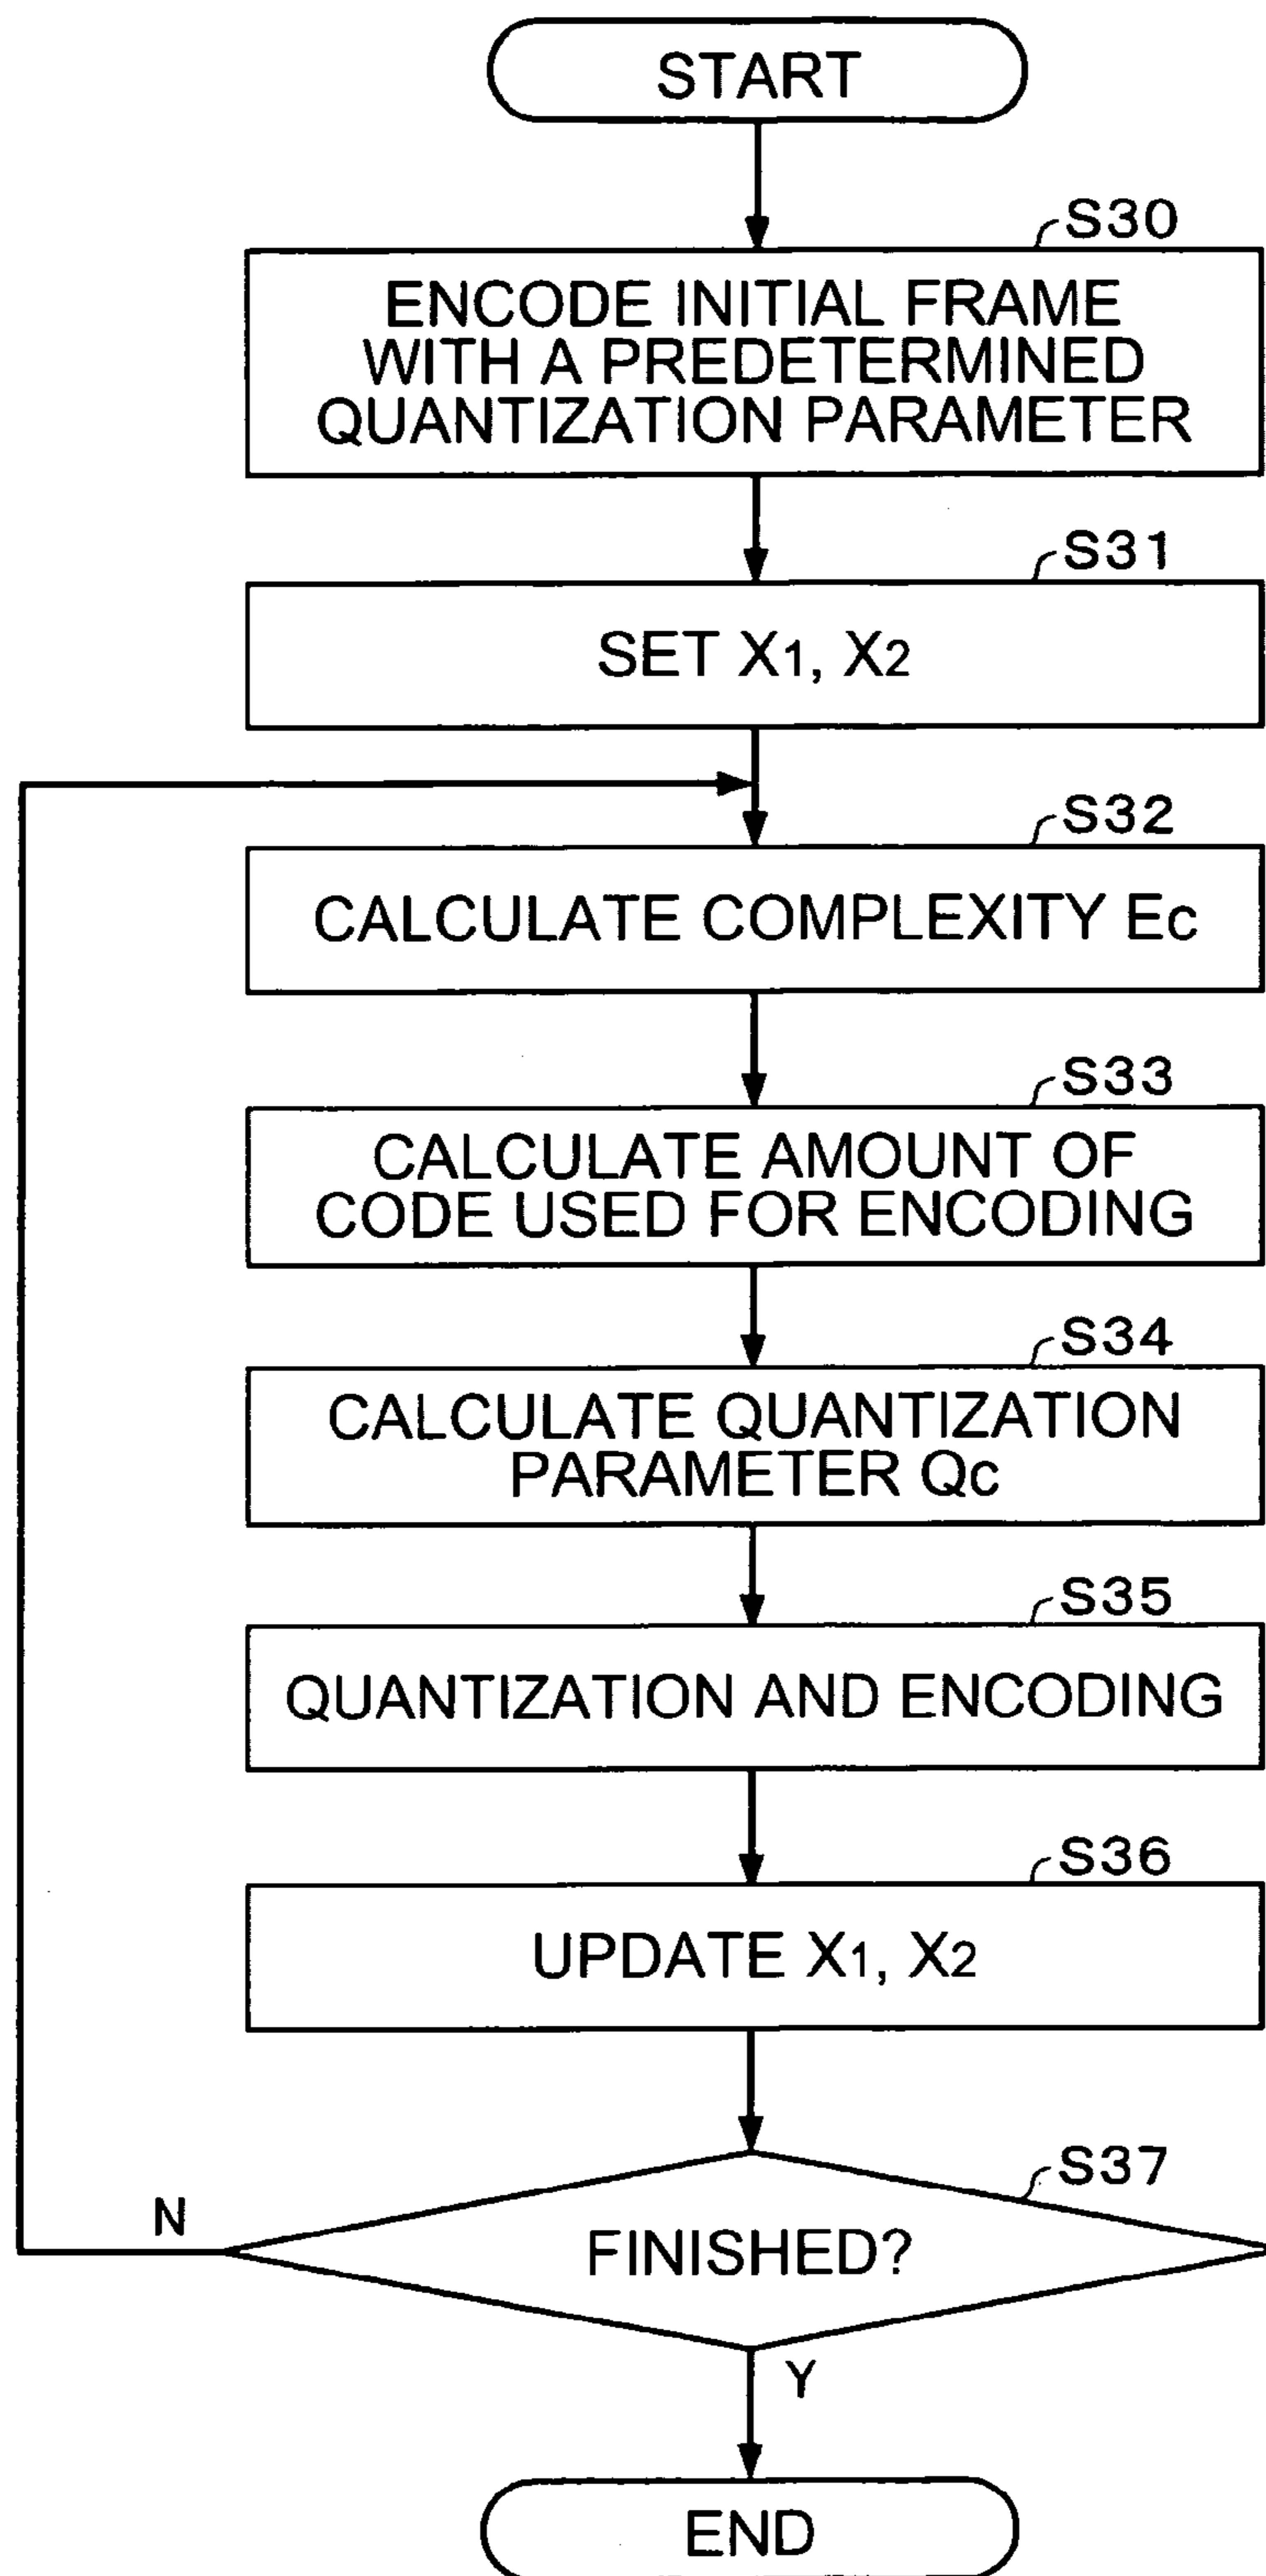 START
S30
ENCODE INITIAL FRAME
WITH A PREDETERMINED
QUANTIZATION PARAMETER
S31
SET X1, X2
S32
CALCULATE COMPLEXITY Ec
S33
CALCULATE AMOUNT OF
CODE USED FOR ENCODING
S34
CALCULATE QUANTIZATION
PARAMETER Qc
S35
QUANTIZATION AND ENCODING
S36
UPDATE X1, X2
S37
N
FINISHED?
Y
END